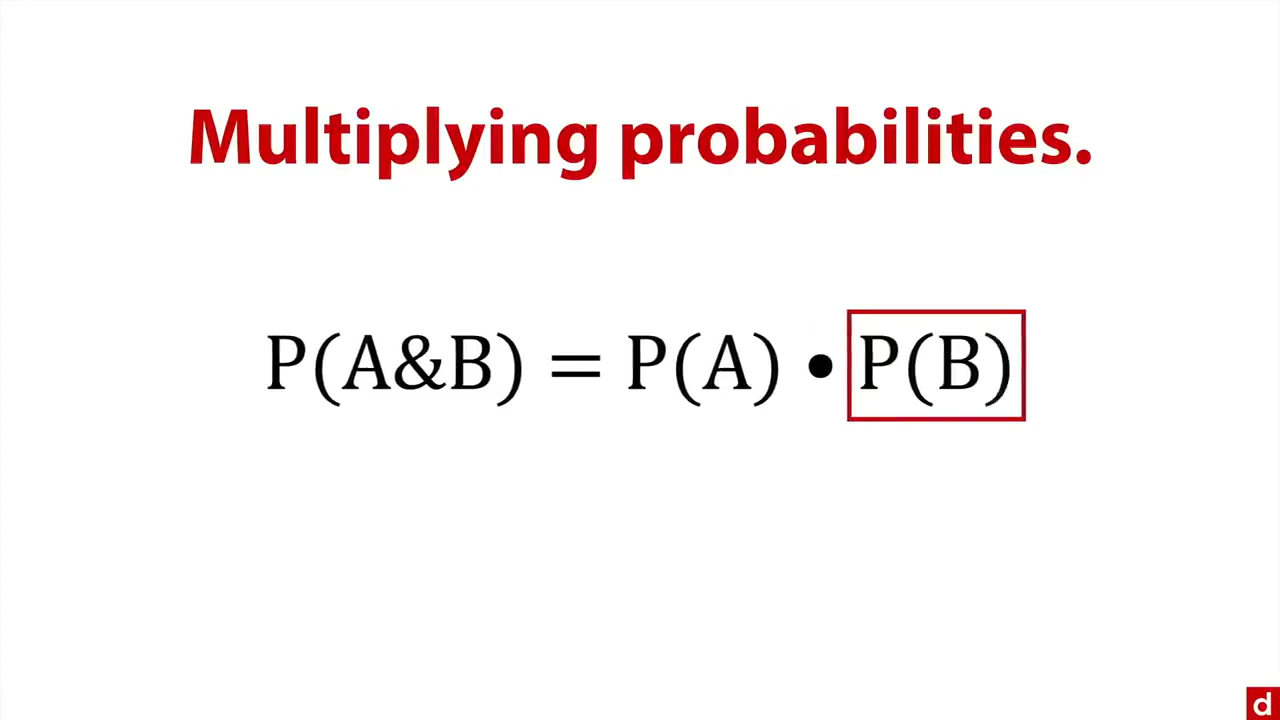 Multiplying probabilities.
P(A&B) = P(A) • P(B)
d